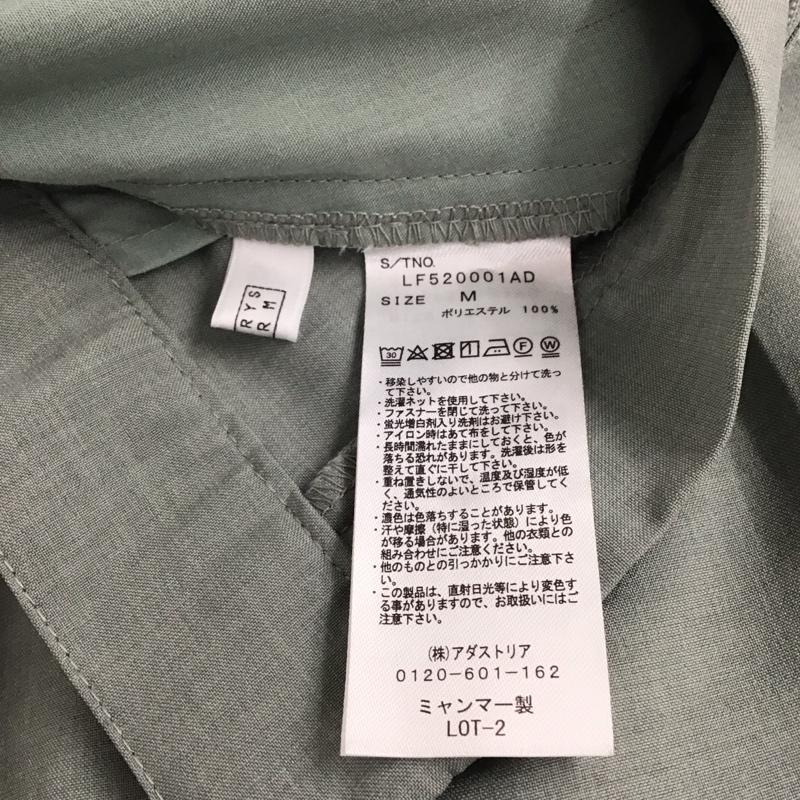 S/TNO.
LF520001AD
SIZE M
ポリエステル 100%
30
F
W
・移染しやすいので他の物と分けて洗っ
て下さい。
・洗濯ネットを使用して下さい。
・ファスナーを閉じて洗って下さい。
・蛍光増白剤入り洗剤はお避け下さい。
・アイロン時はあて布をして下さい。
・長時間濡れたままにしておくと、色が
落ちる恐れがあります。洗濯後は形を
整えて直ぐに干して下さい。
・重ね置きしないで、温度及び湿度が低
く、通気性のよいところで保管してく
ださい。
・濃色は色落ちすることがあります。
・汗や摩擦（特に湿った状態）により色
が移る場合があります。他の衣類との
組み合わせにご注意ください。
・他のものとの引っかかりにご注意下さ
い。
・この製品は、直射日光等により変色す
る事がありますので、お取扱いにはご
注意下さい。
(株)アダストリア
0120-601-162
ミャンマー製
LOT-2
RYS
RM